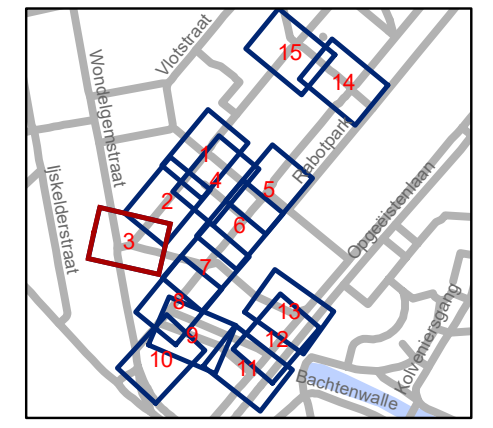 Vlotstraat
15
14
Wondelgemstraat
Rabotpark
1
4
5
Ijskelderstraat
2
6
3
Opgeëistenlaan
7
8
13
9
12
10
11
Kolveniersgang
Bachtenwalle